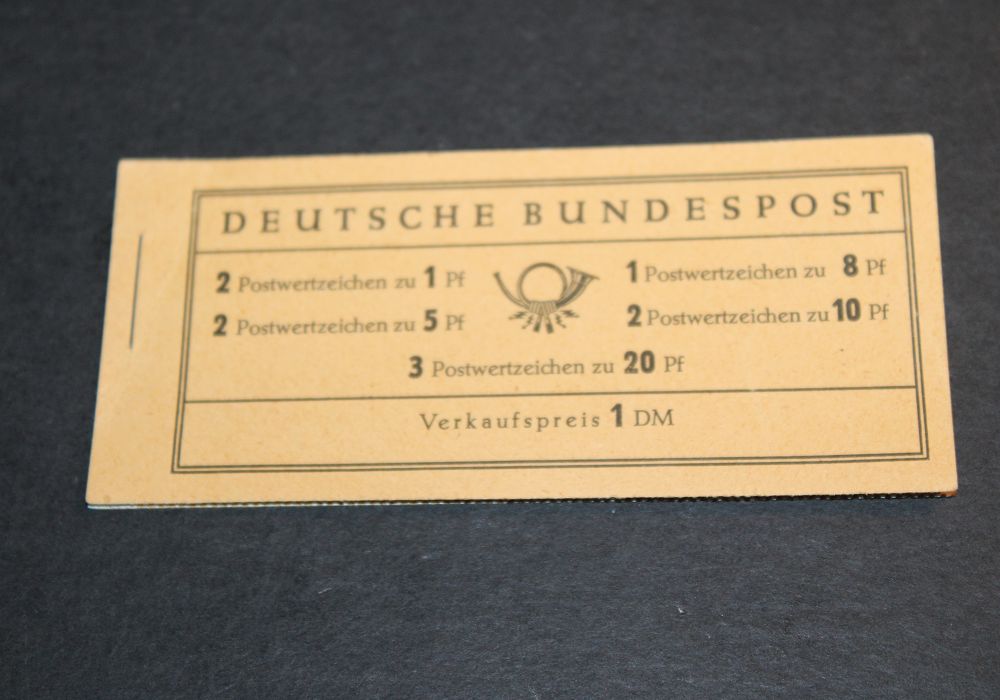 DEUTSCHE BUNDESPOST
2 Postwertzeichen zu 1 Pf
1 Postwertzeichen zu 8 Pf
2 Postwertzeichen zu 5 Pf
2 Postwertzeichen zu 10 Pf
3 Postwertzeichen zu 20 Pf
Verkaufspreis 1 DM